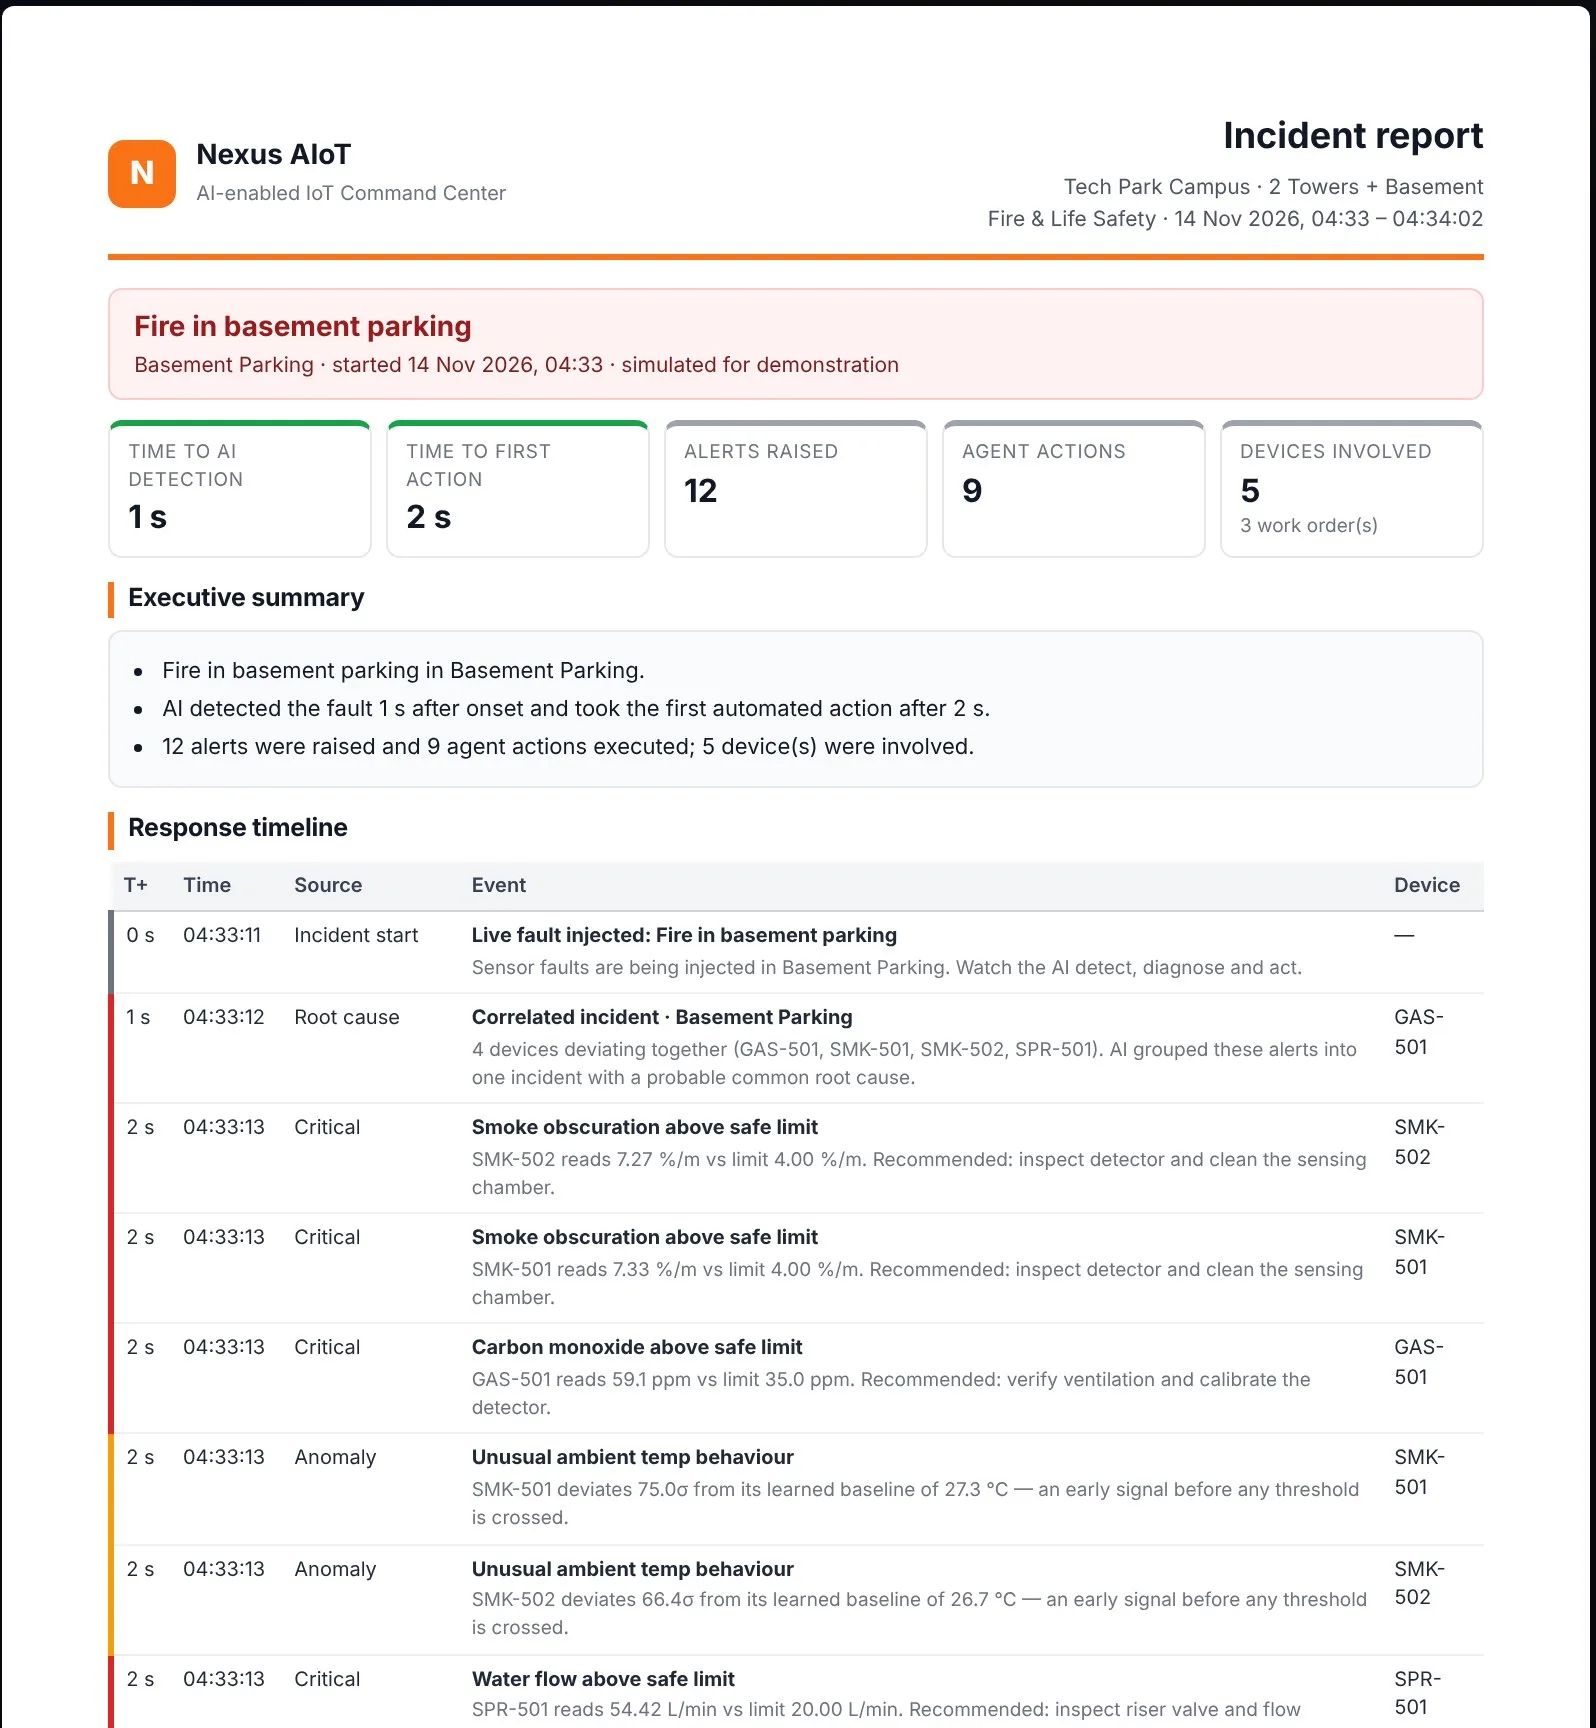 N
Nexus AIoT
AI-enabled IoT Command Center
Incident report
Tech Park Campus · 2 Towers + Basement
Fire & Life Safety · 14 Nov 2026, 04:33 – 04:34:02
Fire in basement parking
Basement Parking · started 14 Nov 2026, 04:33 · simulated for demonstration
TIME TO AI
DETECTION
1 s
TIME TO FIRST
ACTION
2 s
ALERTS RAISED
12
AGENT ACTIONS
9
DEVICES INVOLVED
5
3 work order(s)
Executive summary
• Fire in basement parking in Basement Parking.
• AI detected the fault 1 s after onset and took the first automated action after 2 s.
• 12 alerts were raised and 9 agent actions executed; 5 device(s) were involved.
Response timeline
T+ Time Source Event Device
0 s 04:33:11 Incident start Live fault injected: Fire in basement parking —
Sensor faults are being injected in Basement Parking. Watch the AI detect, diagnose and act.
1 s 04:33:12 Root cause Correlated incident · Basement Parking GAS-
4 devices deviating together (GAS-501, SMK-501, SMK-502, SPR-501). AI grouped these alerts into 501
one incident with a probable common root cause.
2 s 04:33:13 Critical Smoke obscuration above safe limit SMK-
SMK-502 reads 7.27 %/m vs limit 4.00 %/m. Recommended: inspect detector and clean the sensing 502
chamber.
2 s 04:33:13 Critical Smoke obscuration above safe limit SMK-
SMK-501 reads 7.33 %/m vs limit 4.00 %/m. Recommended: inspect detector and clean the sensing 501
chamber.
2 s 04:33:13 Critical Carbon monoxide above safe limit GAS-
GAS-501 reads 59.1 ppm vs limit 35.0 ppm. Recommended: verify ventilation and calibrate the 501
detector.
2 s 04:33:13 Anomaly Unusual ambient temp behaviour SMK-
SMK-501 deviates 75.0σ from its learned baseline of 27.3 °C — an early signal before any threshold 501
is crossed.
2 s 04:33:13 Anomaly Unusual ambient temp behaviour SMK-
SMK-502 deviates 66.4σ from its learned baseline of 26.7 °C — an early signal before any threshold 502
is crossed.
2 s 04:33:13 Critical Water flow above safe limit SPR-
SPR-501 reads 54.42 L/min vs limit 20.00 L/min. Recommended: inspect riser valve and flow 501